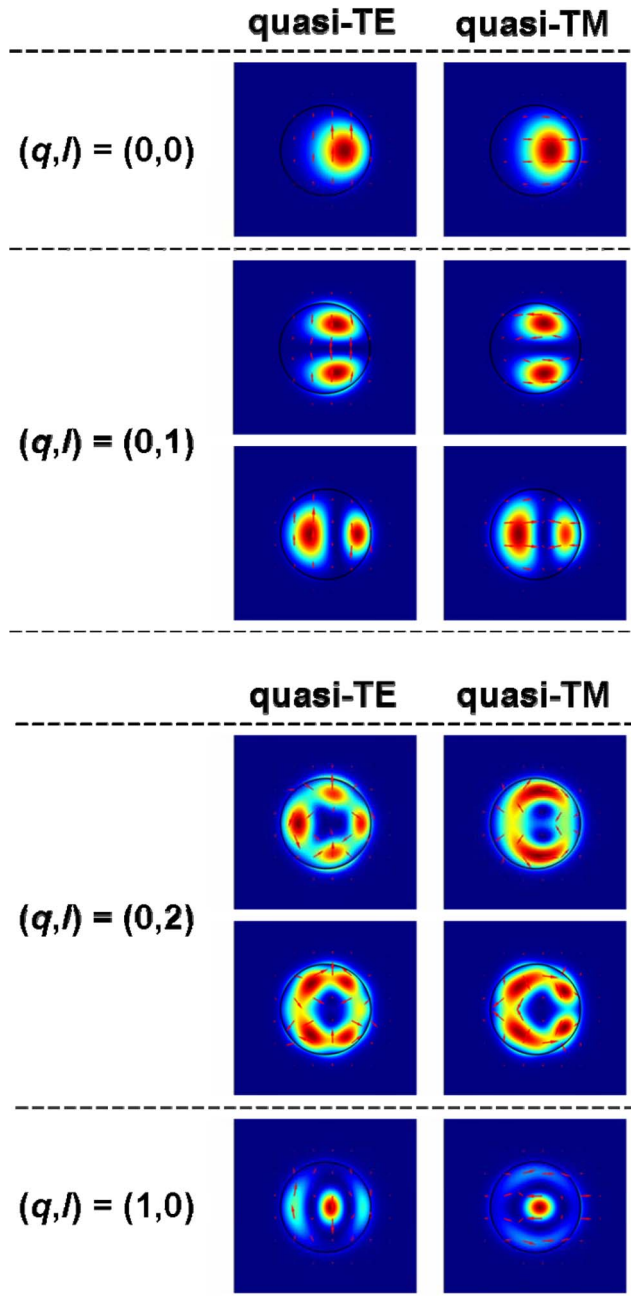 quasi-TE quasi-TM
(q,l) = (0,0)
(q,l) = (0,1)
quasi-TE quasi-TM
(q,l) = (0,2)
(q,l) = (1,0)